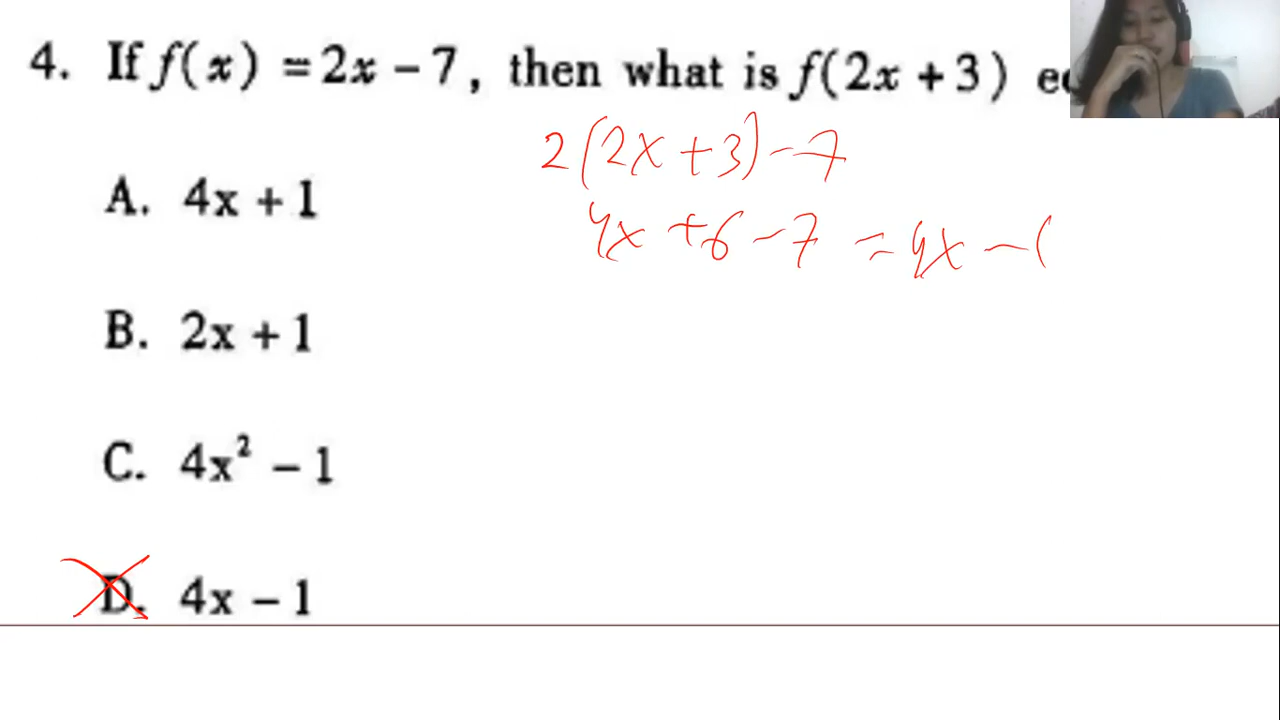 4. If f(x) = 2x − 7, then what is f(2x + 3)
2(2x + 3) − 7
4x + 6 − 7 = 4x − 1
A. 4x + 1
B. 2x + 1
C. 4x² − 1
D. 4x − 1